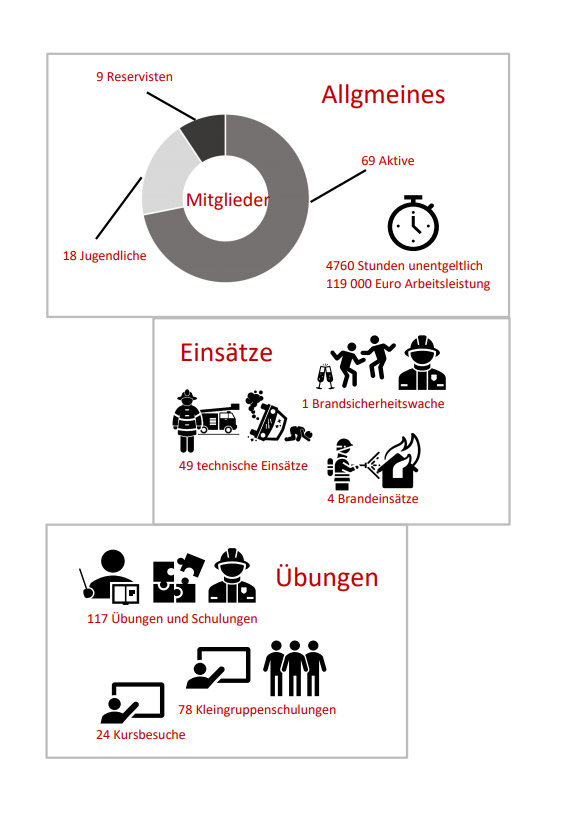 Allgmeines
9 Reservisten
69 Aktive
Mitglieder
18 Jugendliche
4760 Stunden unentgeltlich
119 000 Euro Arbeitsleistung
Einsätze
1 Brandsicherheitswache
49 technische Einsätze
4 Brandeinsätze
Übungen
117 Übungen und Schulungen
78 Kleingruppenschulungen
24 Kursbesuche